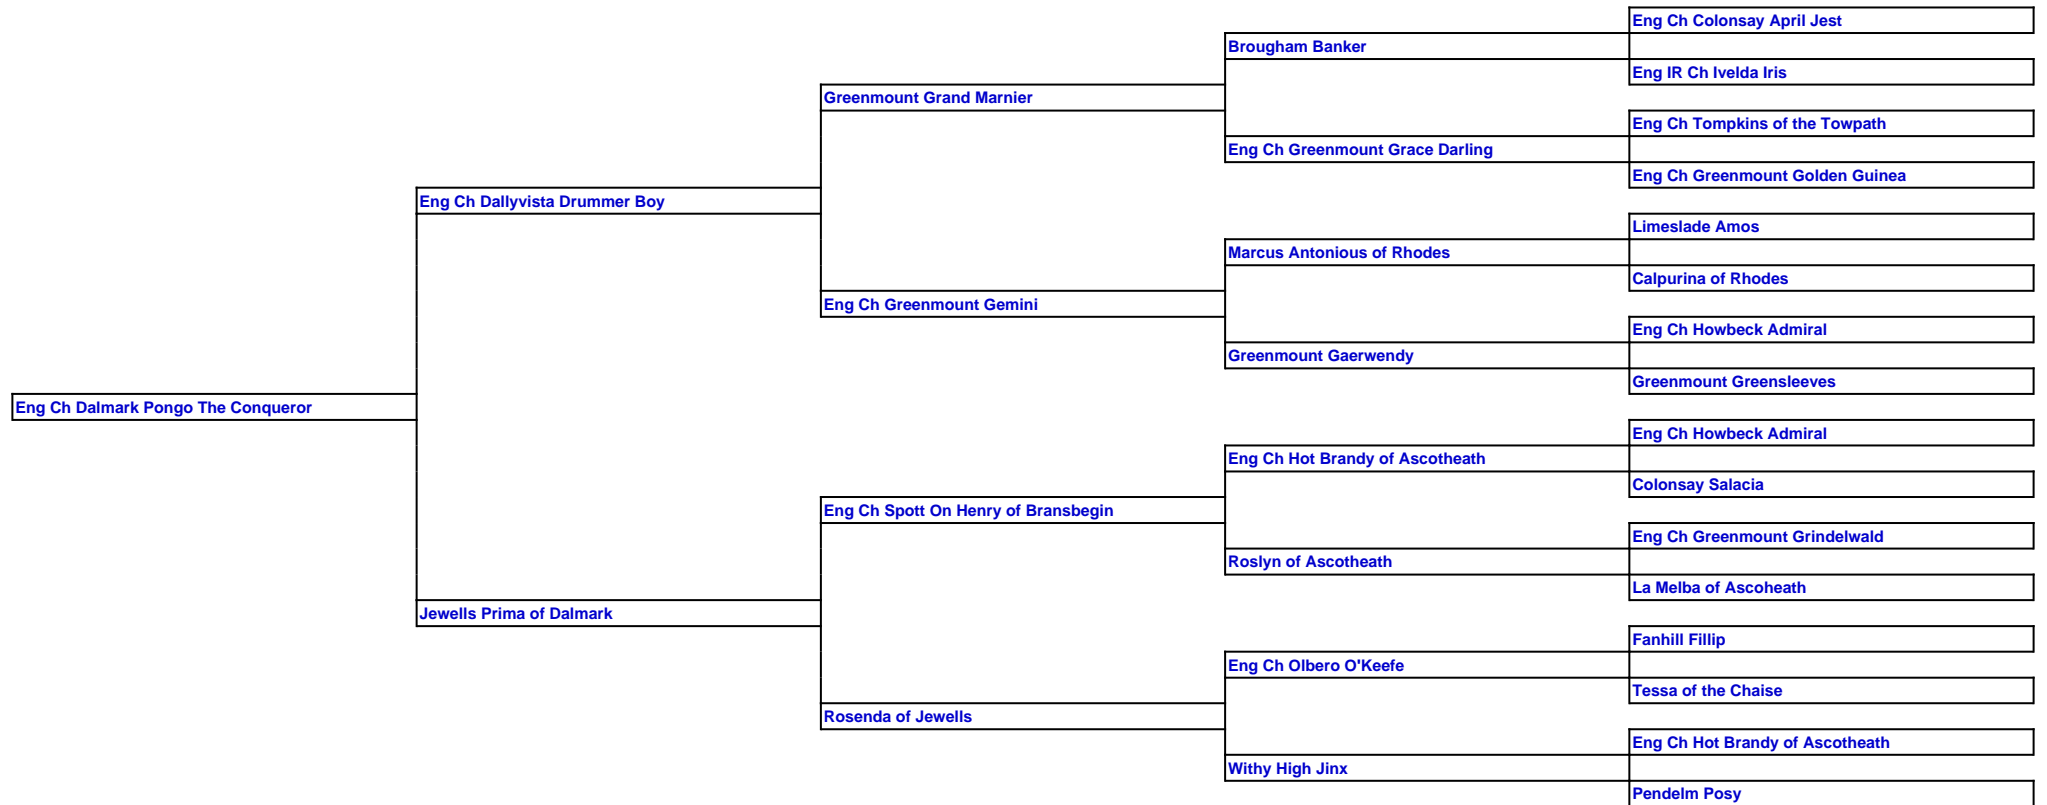 Eng Ch Colonsay April Jest
Brougham Banker
Eng IR Ch Ivelda Iris
Greenmount Grand Marnier
Eng Ch Tompkins of the Towpath
Eng Ch Greenmount Grace Darling
Eng Ch Greenmount Golden Guinea
Eng Ch Dallyvista Drummer Boy
Limeslade Amos
Marcus Antonious of Rhodes
Calpurina of Rhodes
Eng Ch Greenmount Gemini
Eng Ch Howbeck Admiral
Greenmount Gaerwendy
Greenmount Greensleeves
Eng Ch Dalmark Pongo The Conqueror
Eng Ch Howbeck Admiral
Eng Ch Hot Brandy of Ascotheath
Colonsay Salacia
Eng Ch Spott On Henry of Bransbegin
Eng Ch Greenmount Grindelwald
Roslyn of Ascotheath
La Melba of Ascoheath
Jewells Prima of Dalmark
Fanhill Fillip
Eng Ch Olbero O'Keefe
Tessa of the Chaise
Rosenda of Jewells
Eng Ch Hot Brandy of Ascotheath
Withy High Jinx
Pendelm Posy